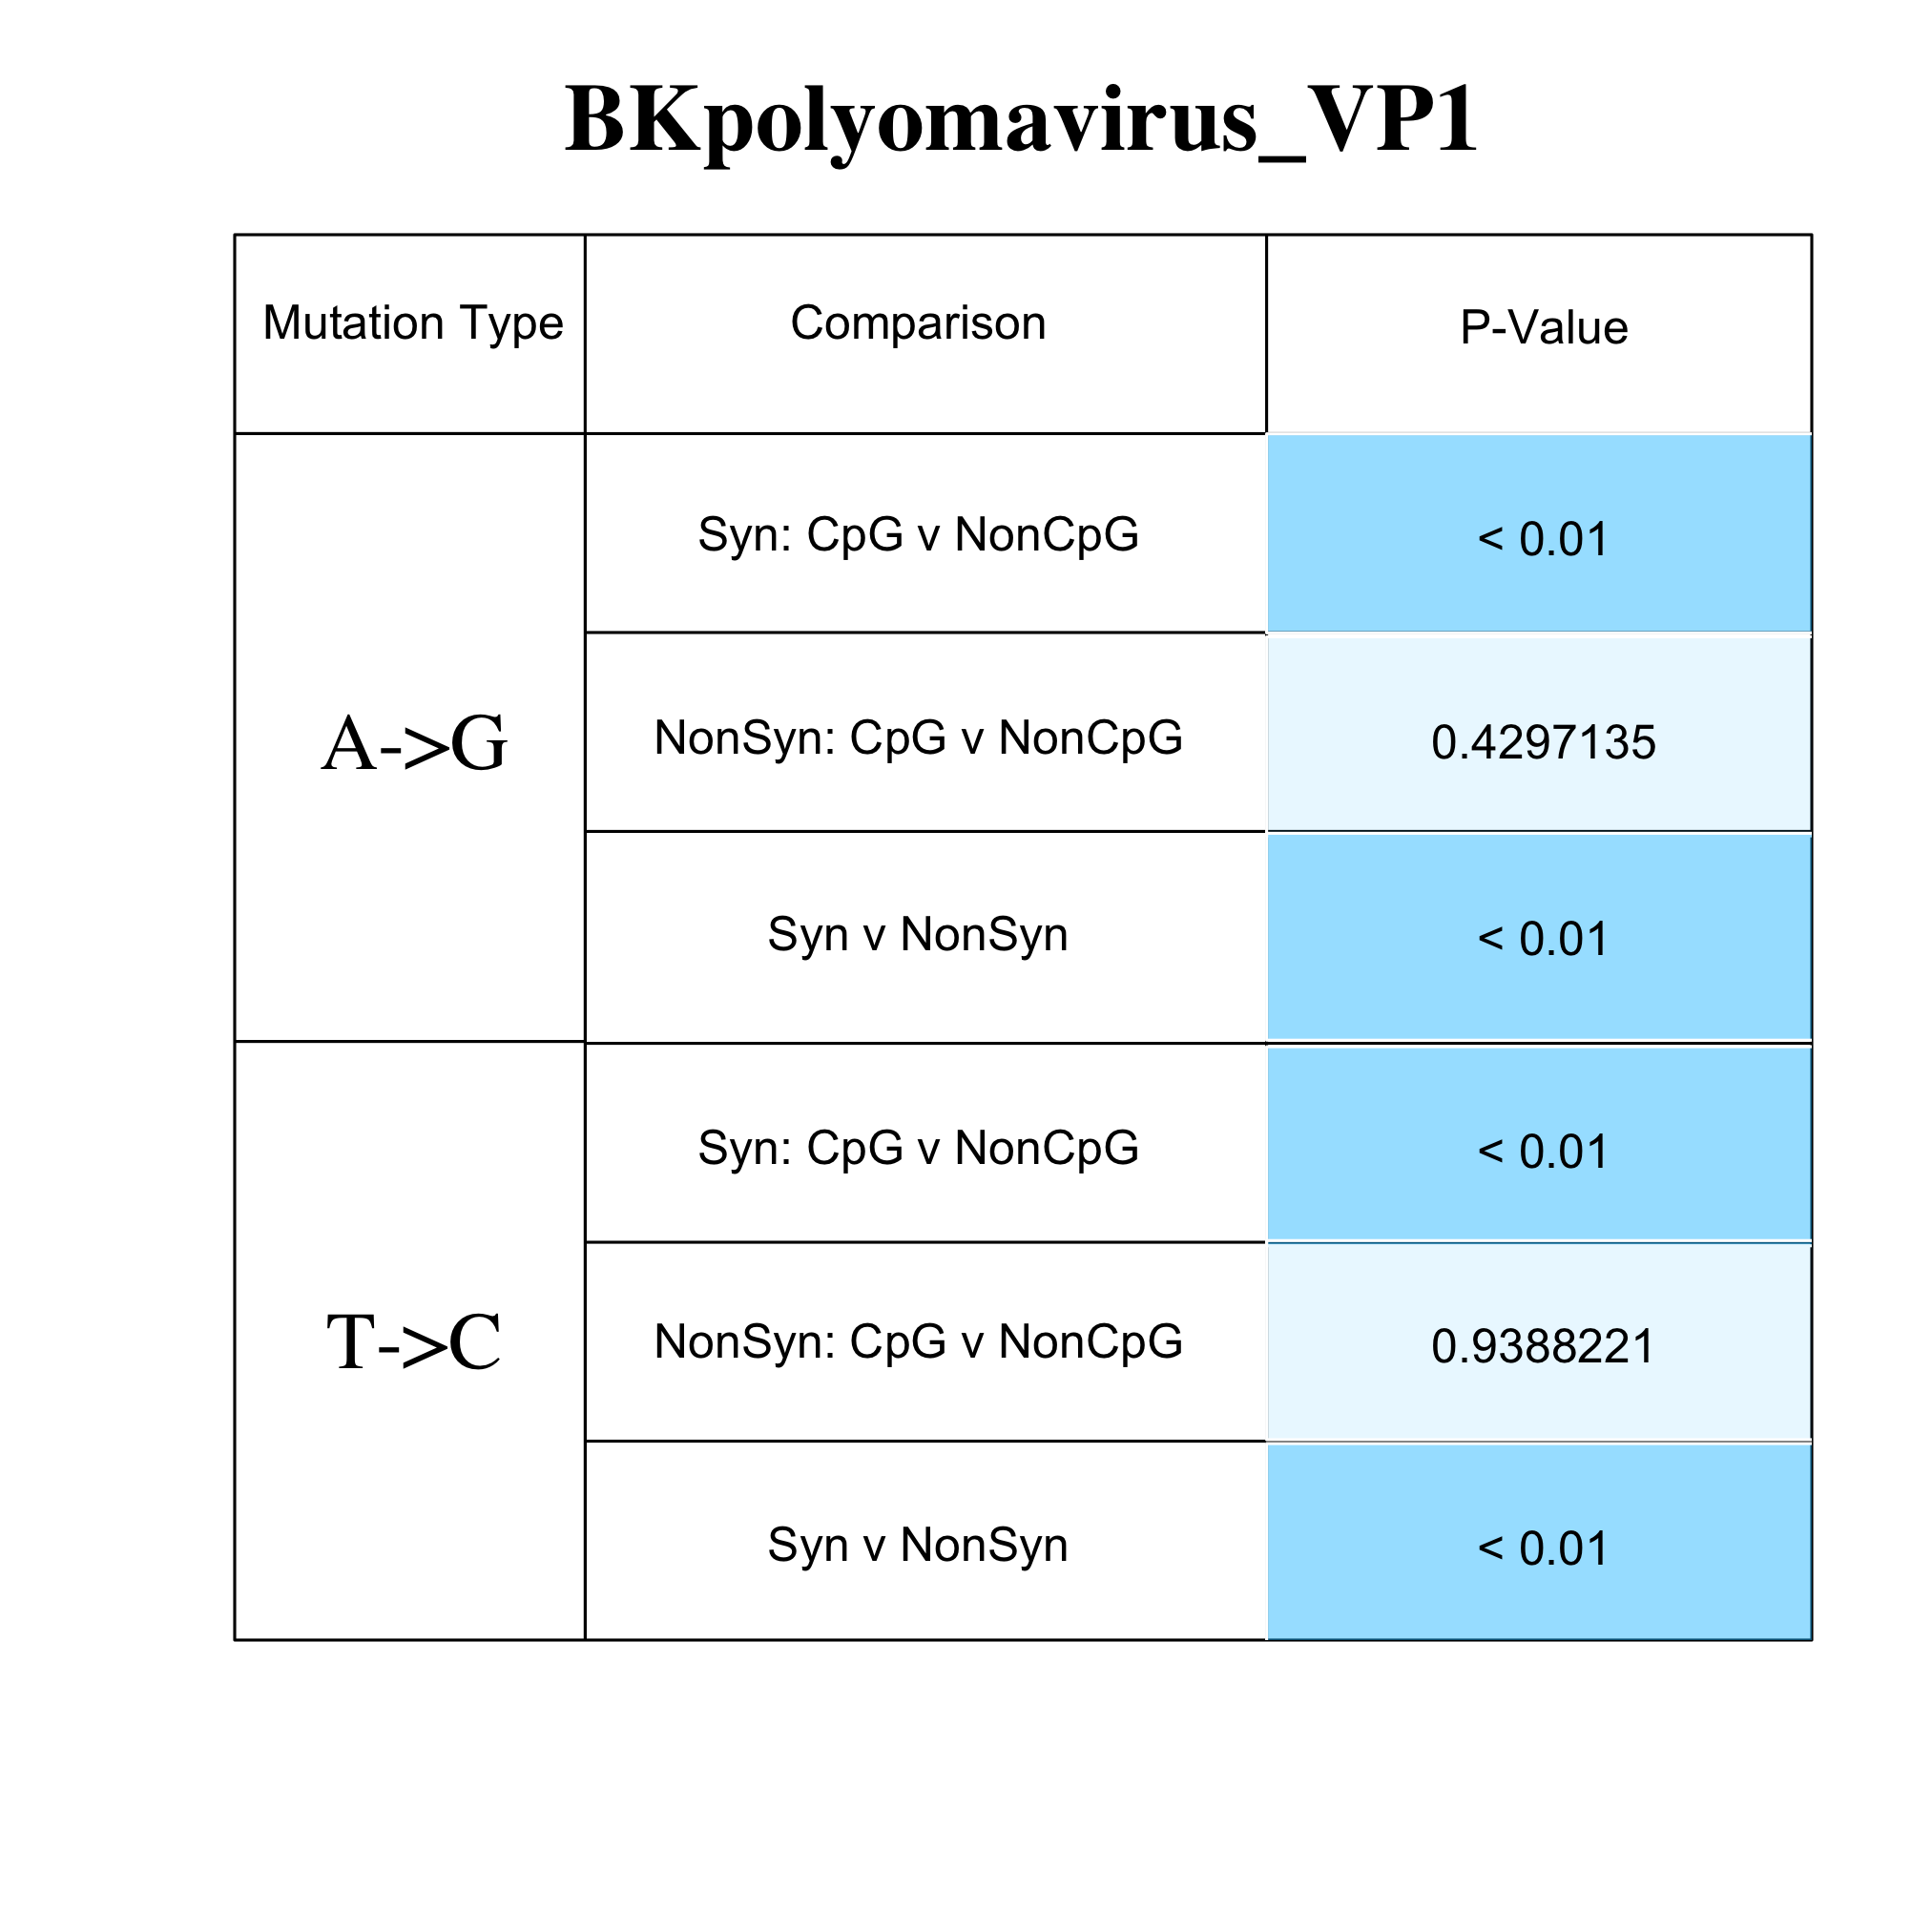 BKpolyomavirus_VP1
Mutation Type Comparison P-Value
A->G
Syn: CpG v NonCpG < 0.01
NonSyn: CpG v NonCpG 0.4297135
Syn v NonSyn < 0.01
T->C
Syn: CpG v NonCpG < 0.01
NonSyn: CpG v NonCpG 0.9388221
Syn v NonSyn < 0.01